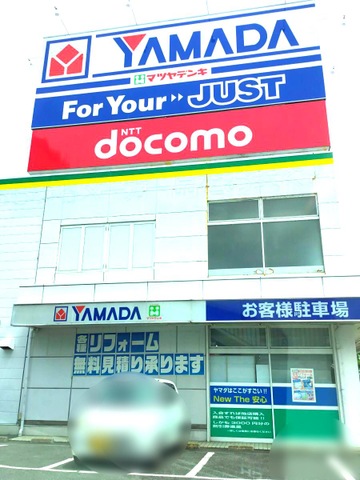 YAMADA
マツヤデンキ
For Your JUST
NTT
docomo
YAMADA
お客様駐車場
各種リフォーム
無料見積り承ります
ヤマダはここがすごい!!
New The 安心